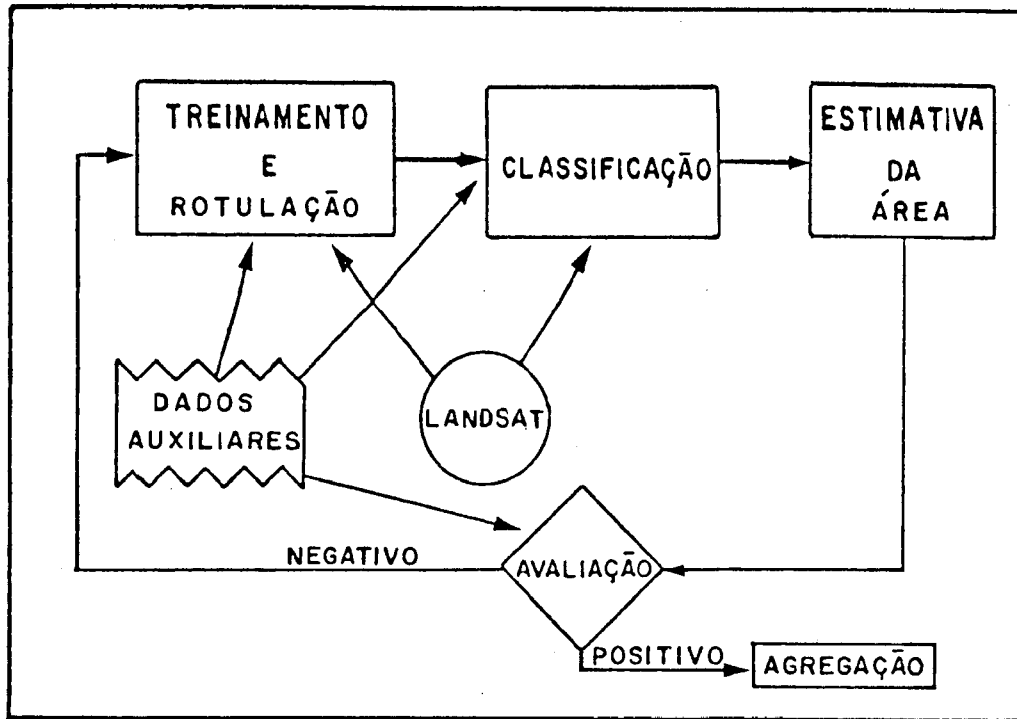 TREINAMENTO
E
ROTULAÇÃO
CLASSIFICAÇÃO
ESTIMATIVA
DA
ÁREA
DADOS
AUXILIARES
LANDSAT
NEGATIVO
AVALIAÇÃO
POSITIVO
AGREGAÇÃO